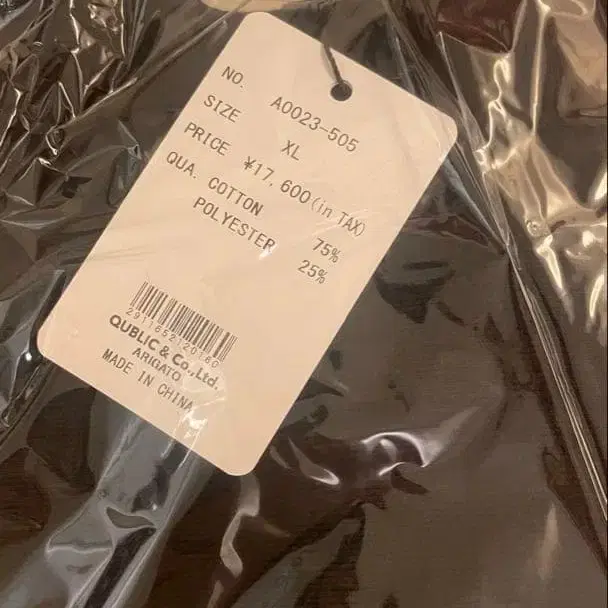 NO. A0023-505
SIZE XL
PRICE ¥17,600(in TAX)
QUA. COTTON 75%
POLYESTER 25%
QUBLIC & Co.,Ltd.
ARIGATO
MADE IN CHINA